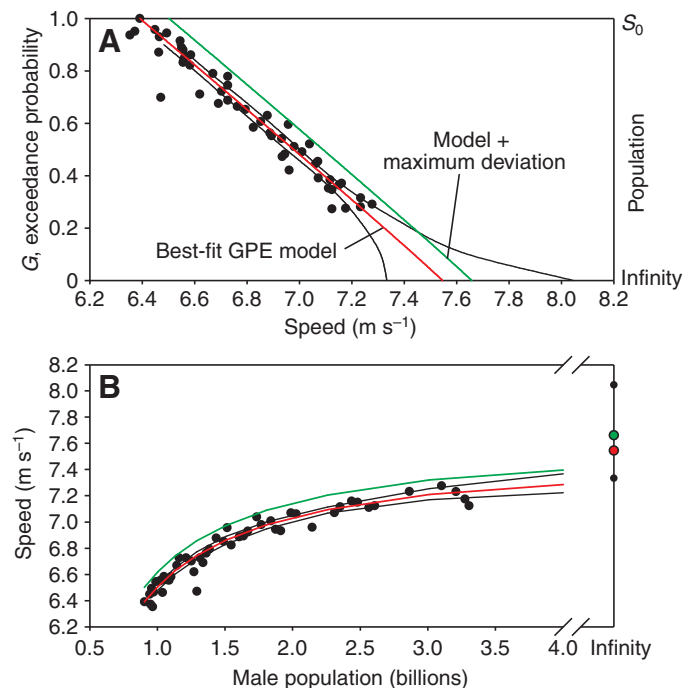 A
G, exceedance probability
1.0
0.8
0.6
0.4
0.2
0
S₀
Population
Infinity
Model +
maximum deviation
Best-fit GPE model
6.2 6.4 6.6 6.8 7.0 7.2 7.4 7.6 7.8 8.0 8.2
Speed (m s⁻¹)
B
Speed (m s⁻¹)
8.2
8.0
7.8
7.6
7.4
7.2
7.0
6.8
6.6
6.4
6.2
0.5 1.0 1.5 2.0 2.5 3.0 3.5 4.0 Infinity
Male population (billions)